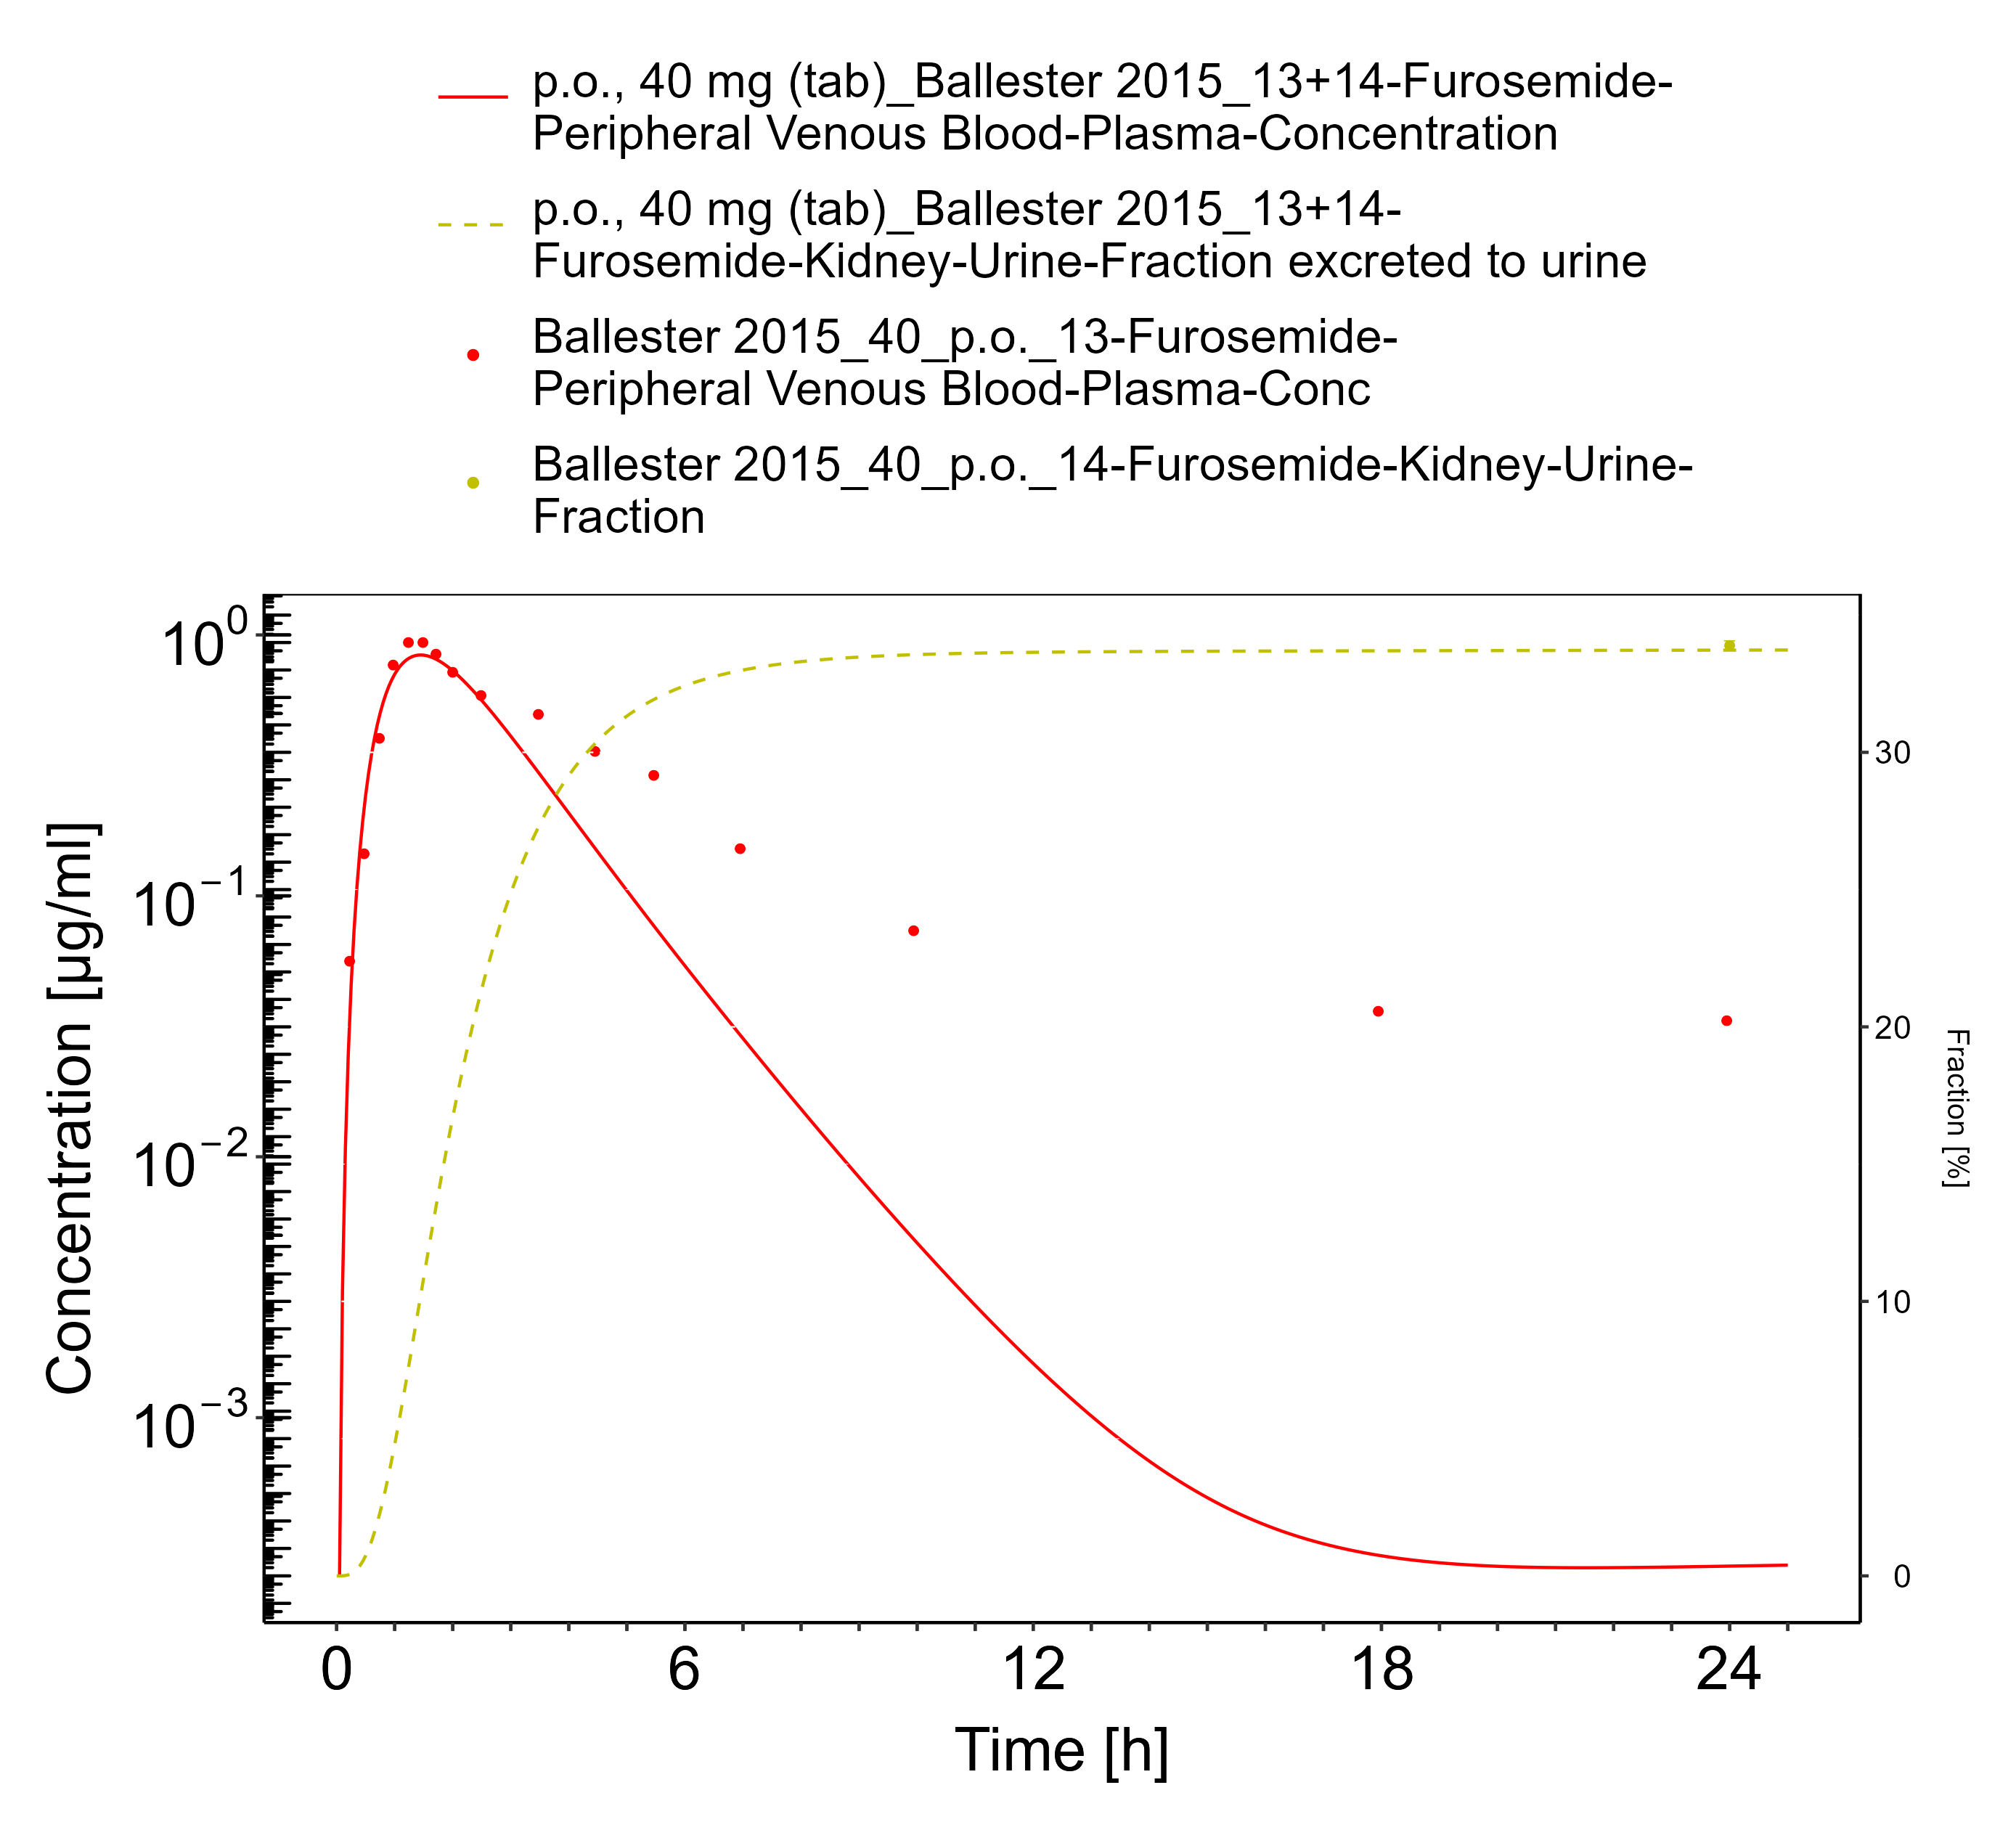 p.o., 40 mg (tab)_Ballester 2015_13+14-Furosemide-
Peripheral Venous Blood-Plasma-Concentration
p.o., 40 mg (tab)_Ballester 2015_13+14-
Furosemide-Kidney-Urine-Fraction excreted to urine
Ballester 2015_40_p.o._13-Furosemide-
Peripheral Venous Blood-Plasma-Conc
Ballester 2015_40_p.o._14-Furosemide-Kidney-Urine-
Fraction
Concentration [µg/ml]
10⁰
10⁻¹
10⁻²
10⁻³
30
20
10
0
Fraction [%]
0 6 12 18 24
Time [h]